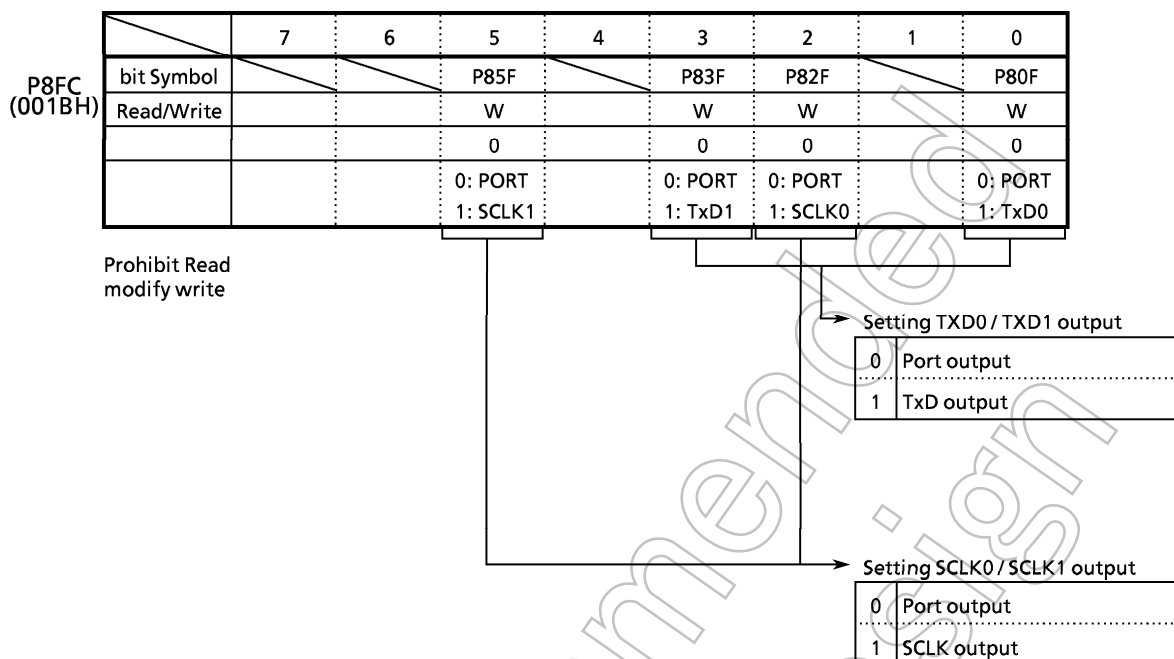 7 6 5 4 3 2 1 0
P8FC
(001BH)
bit Symbol P85F P83F P82F P80F
Read/Write W W W W
0 0 0 0
0: PORT 0: PORT 0: PORT 0: PORT
1: SCLK1 1: TxD1 1: SCLK0 1: TxD0
Prohibit Read
modify write
Setting TXD0 / TXD1 output
0 Port output
1 TxD output
Setting SCLK0 / SCLK1 output
0 Port output
1 SCLK output
mended
esign